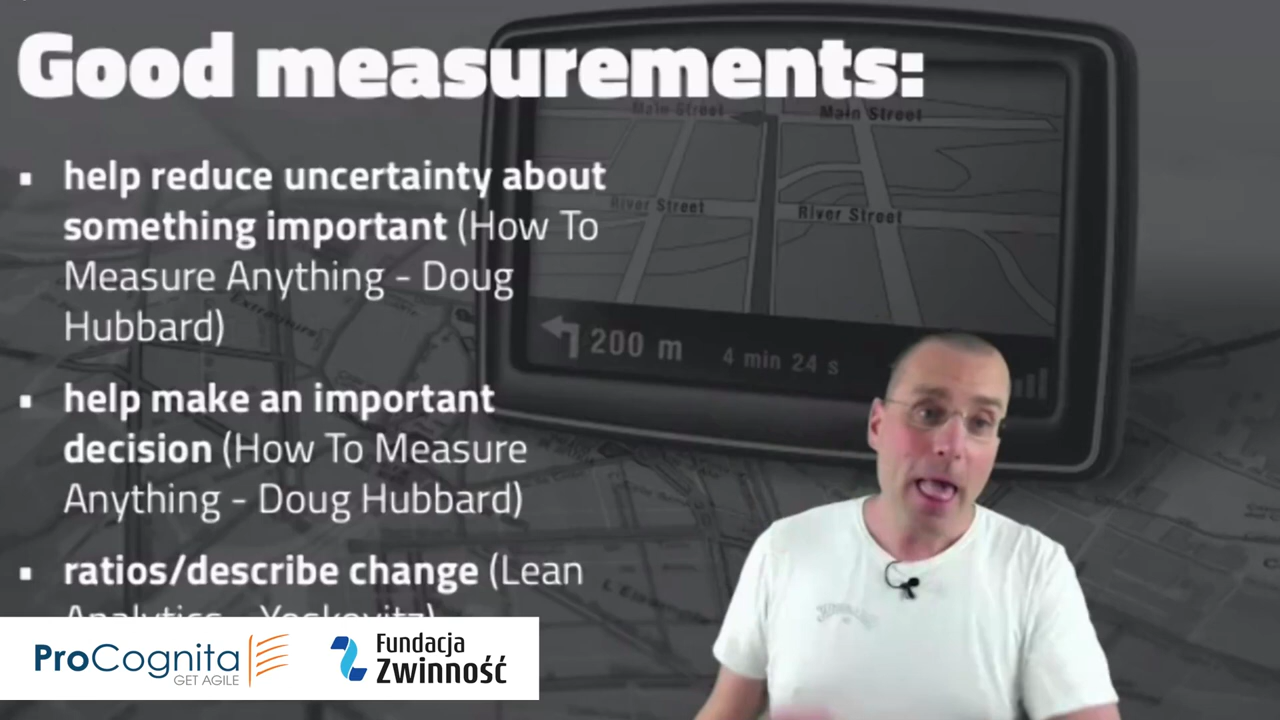 Good measurements:
▪ help reduce uncertainty about
something important (How To
Measure Anything - Doug
Hubbard)
▪ help make an important
decision (How To Measure
Anything - Doug Hubbard)
▪ ratios/describe change (Lean
Analytics - Yoskovitz)
Main Street Main Street
River Street River Street
200 m 4 min 24 s
ProCognita
GET AGILE
Fundacja
Zwinność